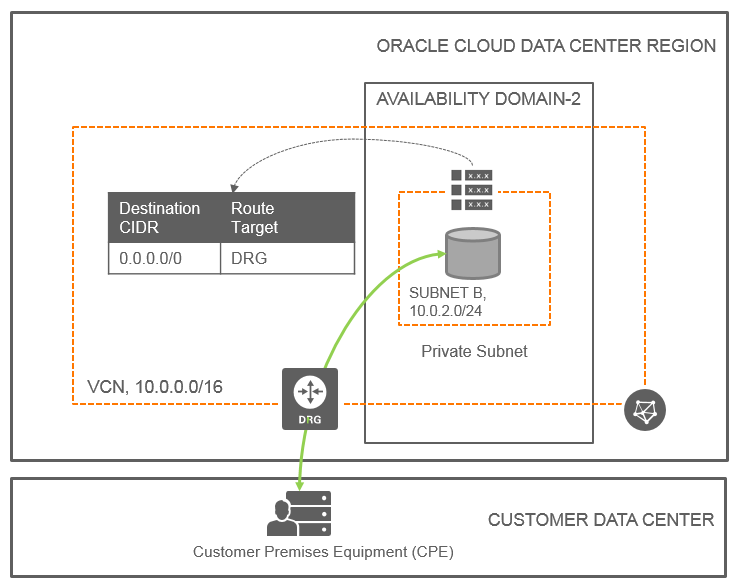 ORACLE CLOUD DATA CENTER REGION
AVAILABILITY DOMAIN-2
x.x.x
x.x.x
x.x.x
Destination CIDR
Route Target
0.0.0.0/0
DRG
SUBNET B,
10.0.2.0/24
Private Subnet
VCN, 10.0.0.0/16
DRG
CUSTOMER DATA CENTER
Customer Premises Equipment (CPE)